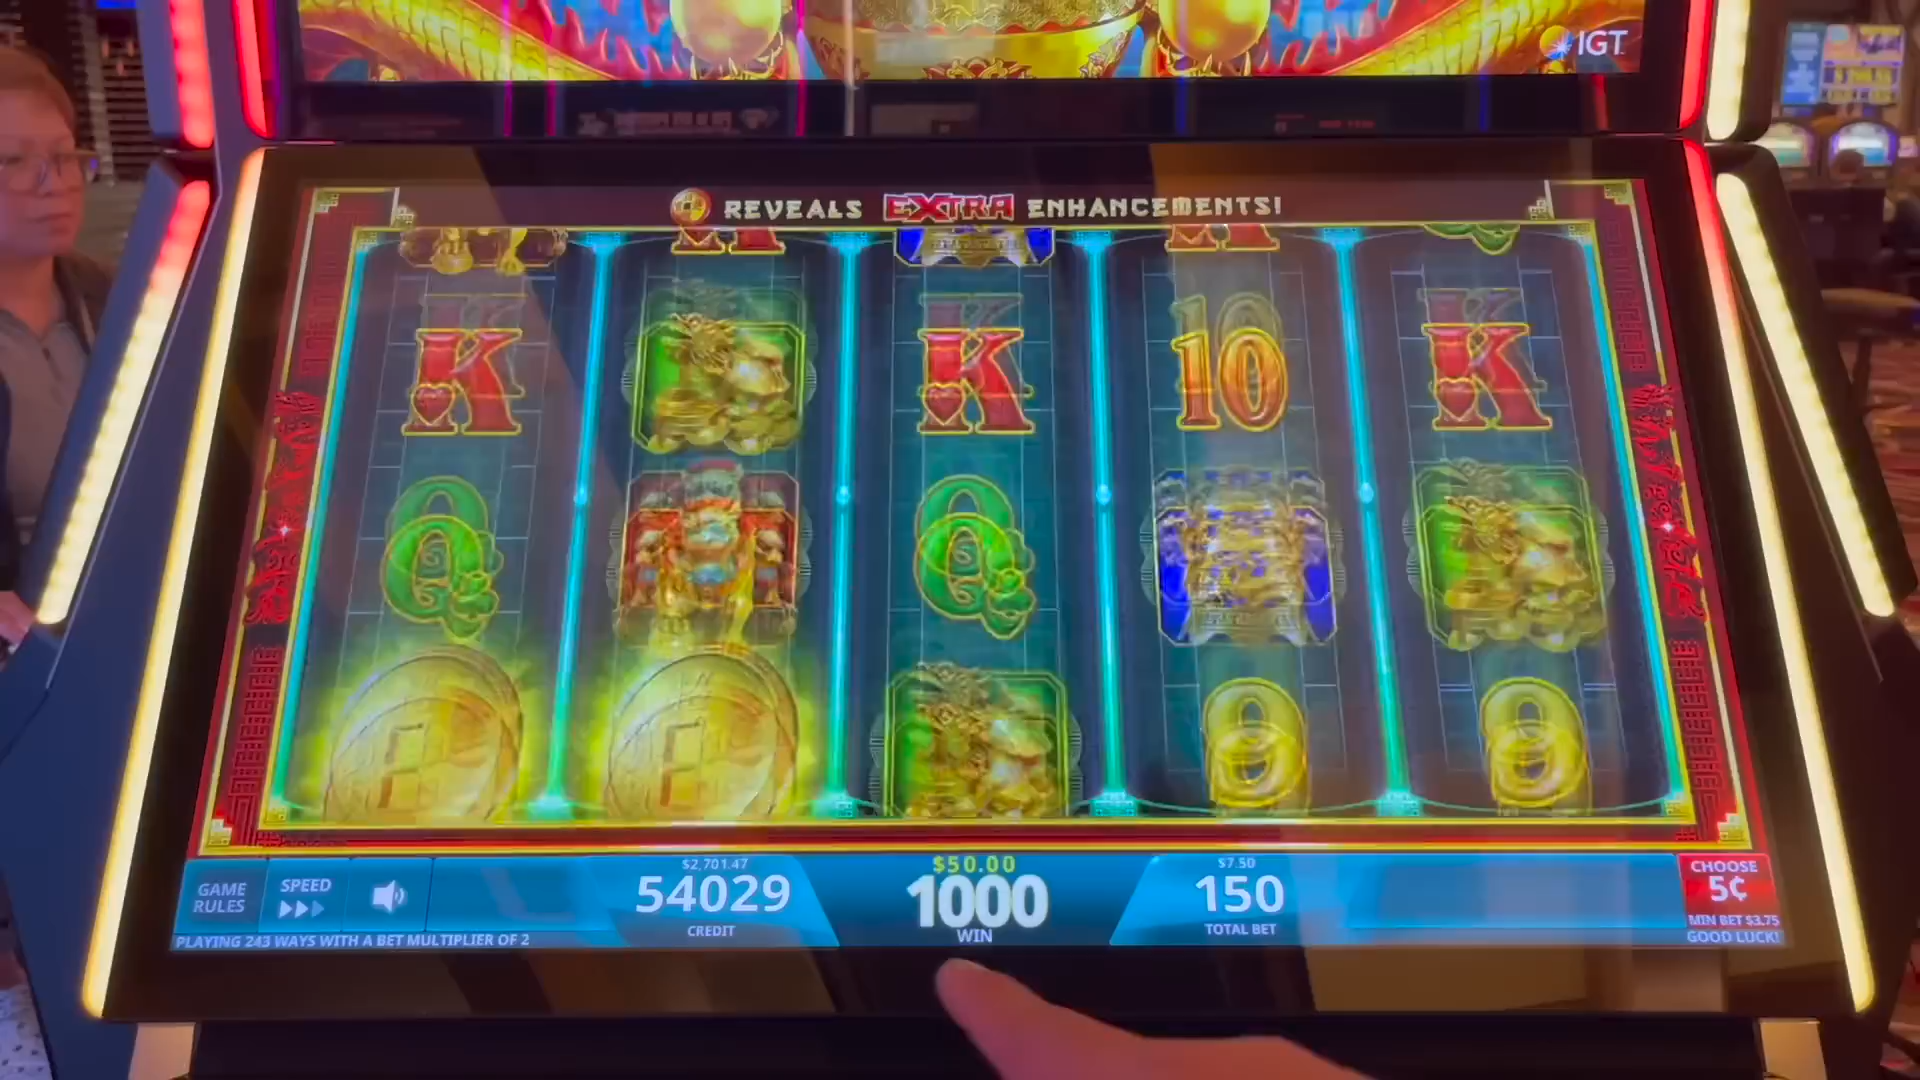 IGT
REVEALS EXTRA ENHANCEMENTS!
K K 10 K
Q Q
GAME RULES
SPEED
$2,701.47
54029
CREDIT
$50.00
1000
WIN
$7.50
150
TOTAL BET
CHOOSE
5¢
MIN BET $3.75
GOOD LUCK!
PLAYING 243 WAYS WITH A BET MULTIPLIER OF 2